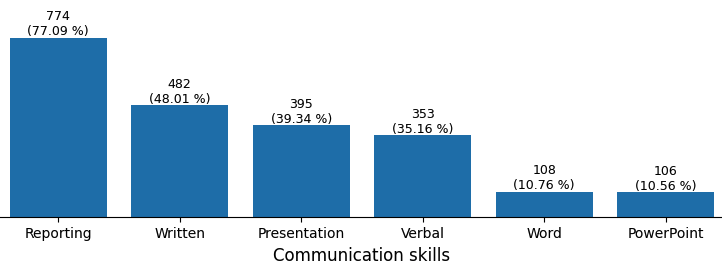 774
(77.09 %)
482
(48.01 %)
395
(39.34 %)
353
(35.16 %)
108
(10.76 %)
106
(10.56 %)
Reporting
Written
Presentation
Verbal
Word
PowerPoint
Communication skills